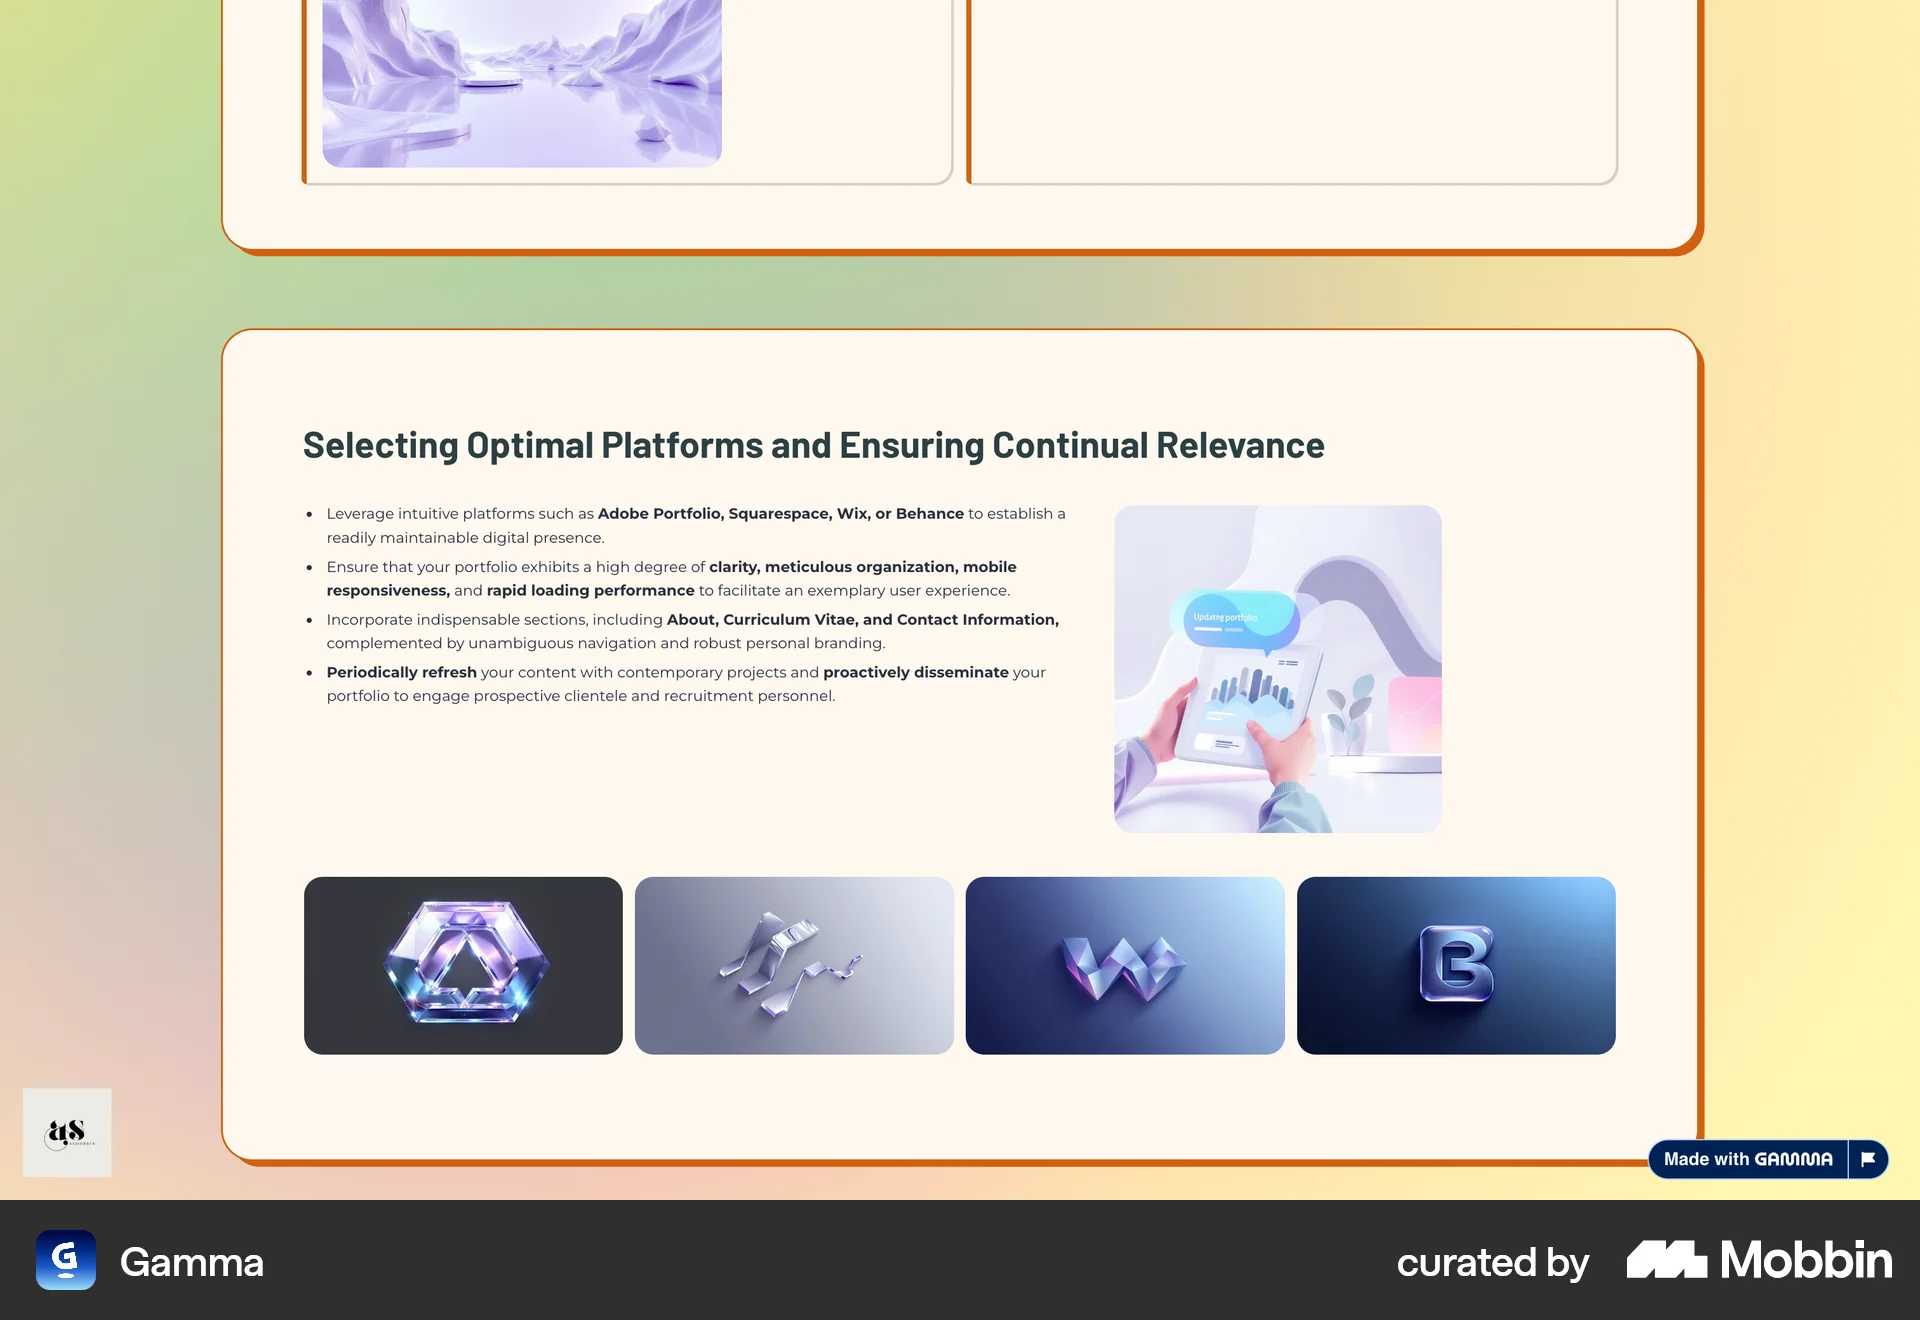 Selecting Optimal Platforms and Ensuring Continual Relevance
Leverage intuitive platforms such as Adobe Portfolio, Squarespace, Wix, or Behance to establish a
readily maintainable digital presence.
Ensure that your portfolio exhibits a high degree of clarity, meticulous organization, mobile
responsiveness, and rapid loading performance to facilitate an exemplary user experience.
Incorporate indispensable sections, including About, Curriculum Vitae, and Contact Information,
complemented by unambiguous navigation and robust personal branding.
Periodically refresh your content with contemporary projects and proactively disseminate your
portfolio to engage prospective clientele and recruitment personnel.
Updatng portfolio
W
B
as
Made with GAMMA
G
Gamma
curated by
Mobbin